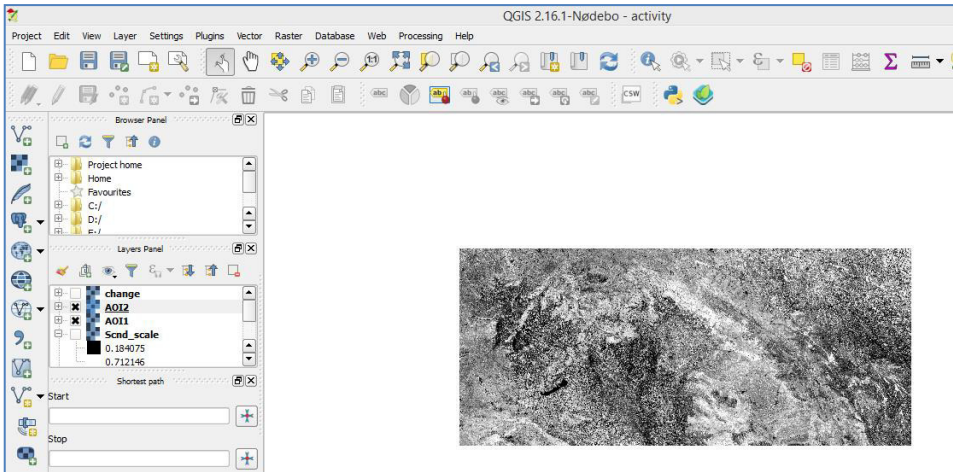 QGIS 2.16.1-Nødebo - activity
Project Edit View Layer Settings Plugins Vector Raster Database Web Processing Help
abc abc CSW
Browser Panel
Project home
Home
Favourites
C:/
D:/
E:/
Layers Panel
change
AOI2
AOI1
Scnd_scale
0.184075
0.712146
Shortest path
Start
Stop